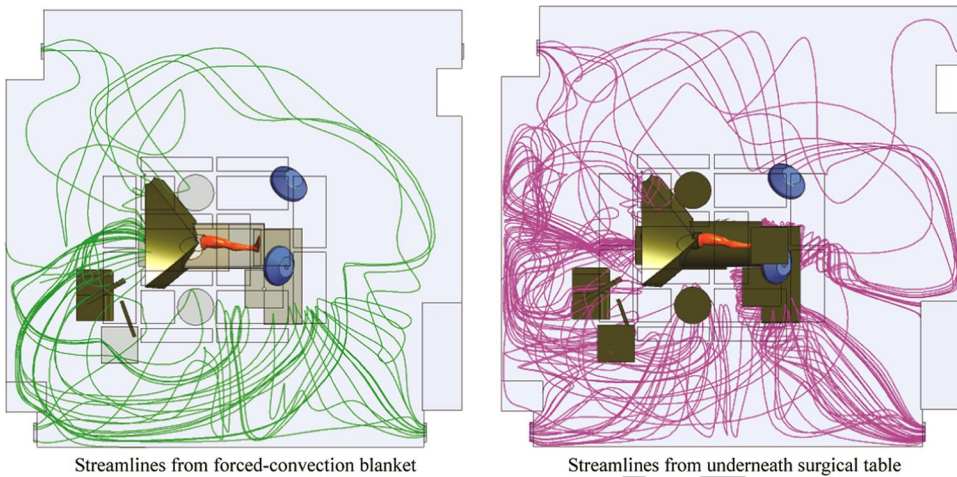 Streamlines from forced-convection blanket
Streamlines from underneath surgical table